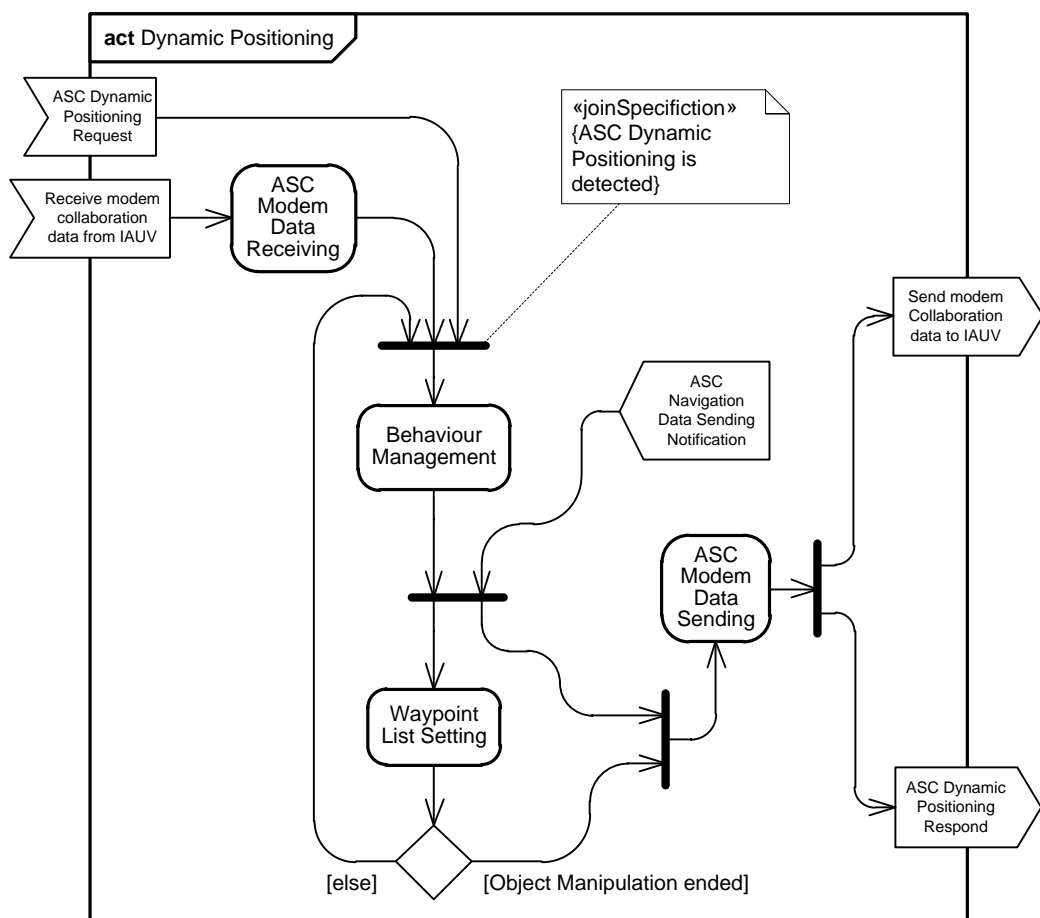 act Dynamic Positioning
ASC Dynamic
Positioning
Request
«joinSpecifiction»
{ASC Dynamic
Positioning is
detected}
Receive modem
collaboration
data from IAUV
ASC
Modem
Data
Receiving
Send modem
Collaboration
data to IAUV
ASC
Navigation
Data Sending
Notification
Behaviour
Management
ASC
Modem
Data
Sending
Waypoint
List Setting
ASC Dynamic
Positioning
Respond
[else]
[Object Manipulation ended]